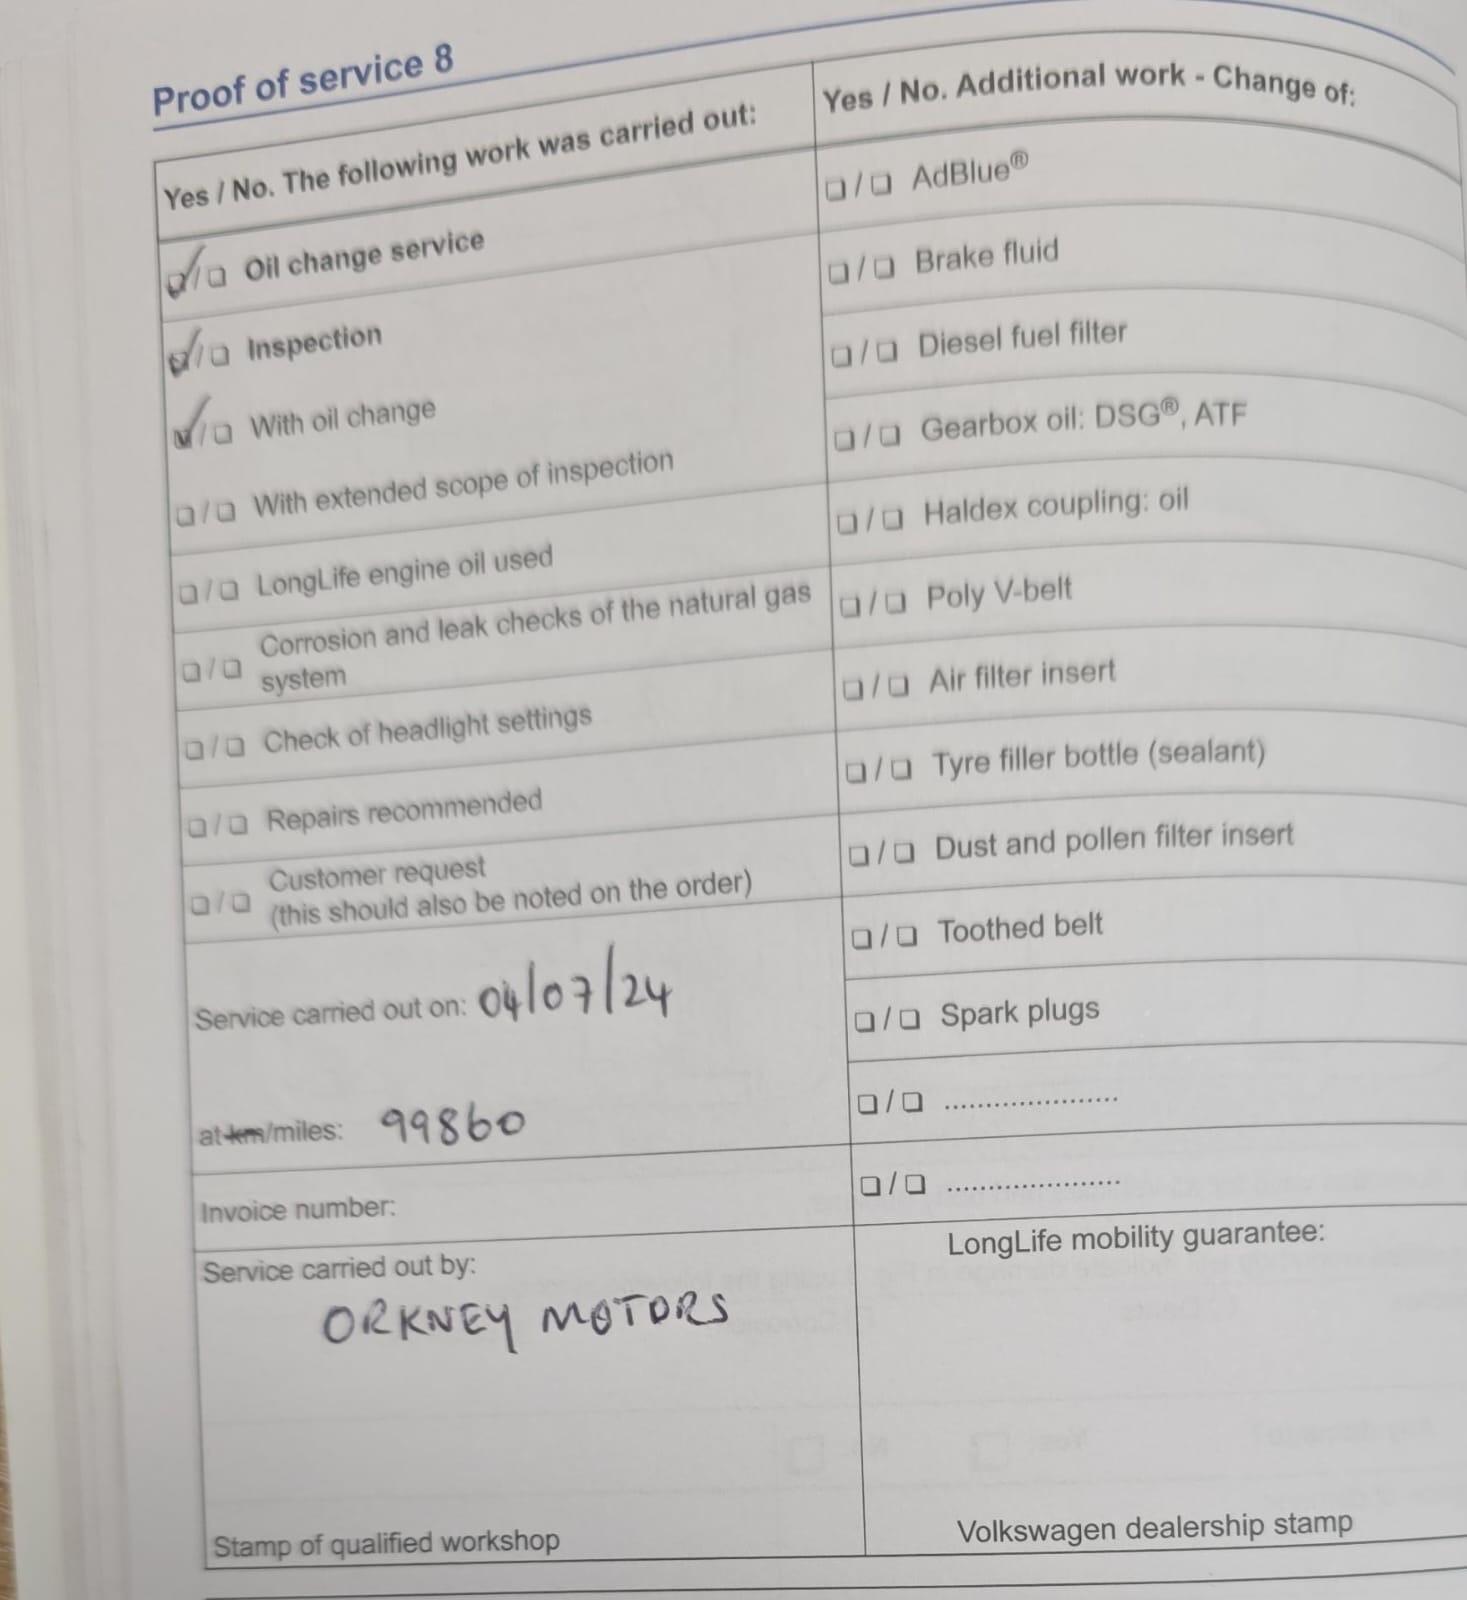 Proof of service 8
Yes / No. The following work was carried out:
☑/☐ Oil change service
☑/☐ Inspection
☑/☐ With oil change
☐/☐ With extended scope of inspection
☐/☐ LongLife engine oil used
☐/☐ Corrosion and leak checks of the natural gas
system
☐/☐ Check of headlight settings
☐/☐ Repairs recommended
☐/☐ Customer request
(this should also be noted on the order)
Service carried out on: 04/07/24
at km/miles: 99860
Invoice number:
Service carried out by:
ORKNEY MOTORS
Stamp of qualified workshop
Yes / No. Additional work - Change of:
☐/☐ AdBlue®
☐/☐ Brake fluid
☐/☐ Diesel fuel filter
☐/☐ Gearbox oil: DSG®, ATF
☐/☐ Haldex coupling: oil
☐/☐ Poly V-belt
☐/☐ Air filter insert
☐/☐ Tyre filler bottle (sealant)
☐/☐ Dust and pollen filter insert
☐/☐ Toothed belt
☐/☐ Spark plugs
☐/☐ .....................
☐/☐ .....................
LongLife mobility guarantee:
Volkswagen dealership stamp